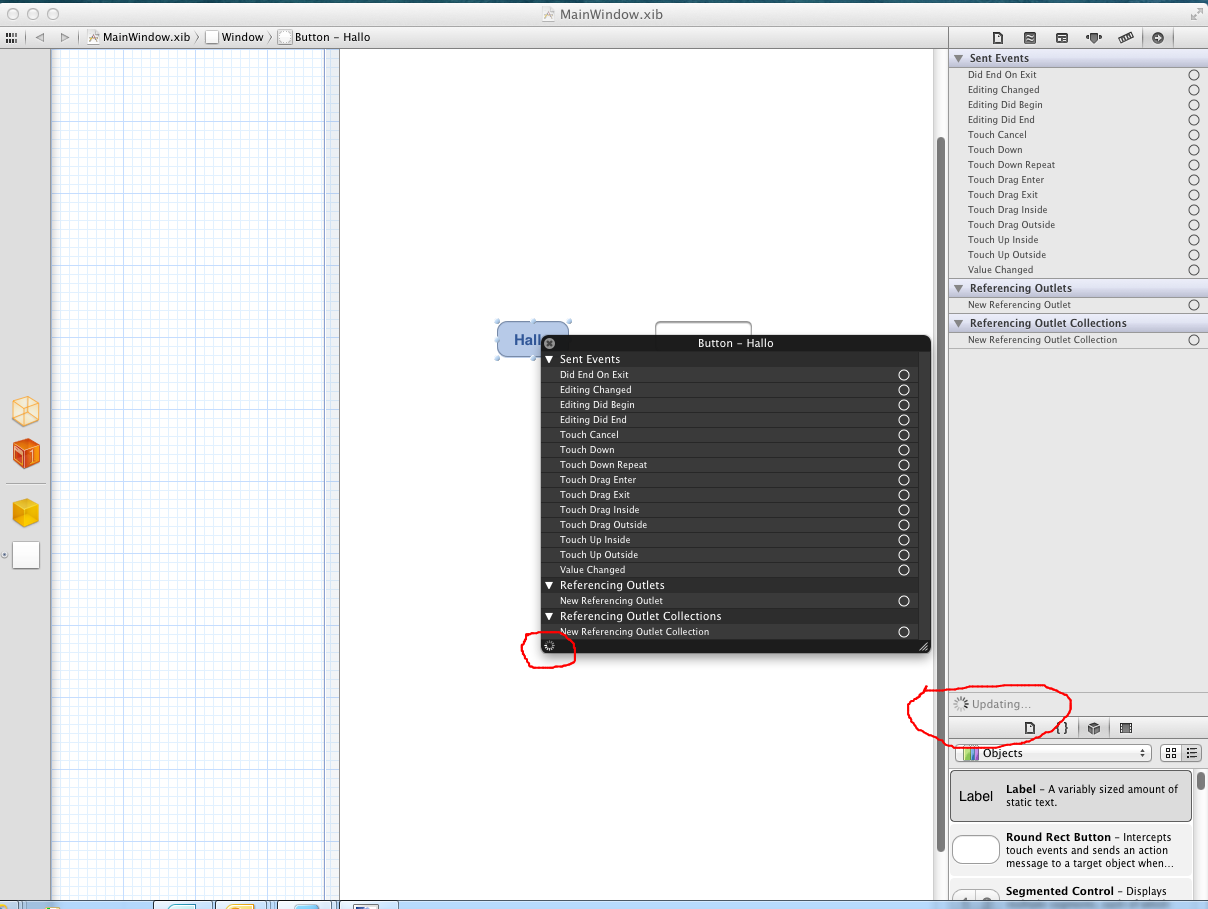 MainWindow.xib
MainWindow.xib
Window
Button – Hallo
Sent Events
Did End On Exit
Editing Changed
Editing Did Begin
Editing Did End
Touch Cancel
Touch Down
Touch Down Repeat
Touch Drag Enter
Touch Drag Exit
Touch Drag Inside
Touch Drag Outside
Touch Up Inside
Touch Up Outside
Value Changed
Referencing Outlets
New Referencing Outlet
Referencing Outlet Collections
New Referencing Outlet Collection
Hall
Button – Hallo
Sent Events
Did End On Exit
Editing Changed
Editing Did Begin
Editing Did End
Touch Cancel
Touch Down
Touch Down Repeat
Touch Drag Enter
Touch Drag Exit
Touch Drag Inside
Touch Drag Outside
Touch Up Inside
Touch Up Outside
Value Changed
Referencing Outlets
New Referencing Outlet
Referencing Outlet Collections
New Referencing Outlet Collection
Updating...
{ }
Objects
Label
Label – A variably sized amount of
static text.
Round Rect Button – Intercepts
touch events and sends an action
message to a target object when...
Segmented Control – Displays